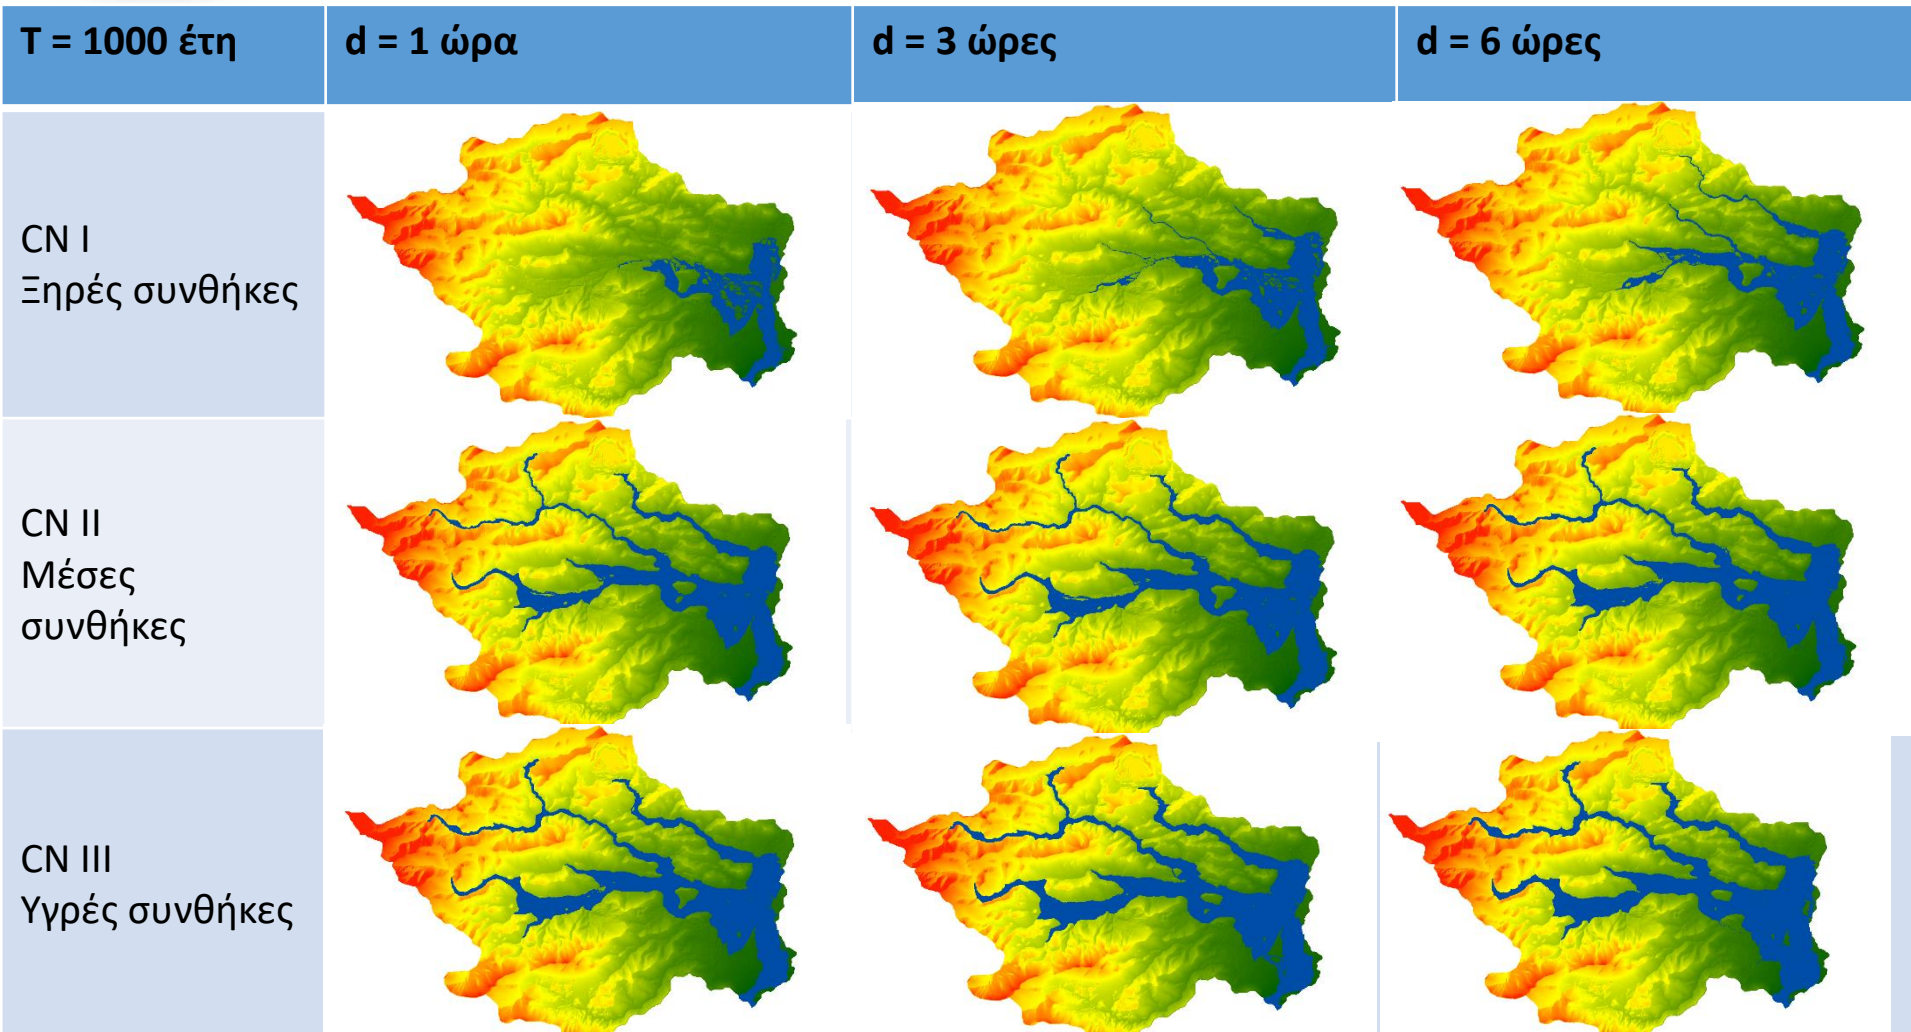 T = 1000 έτη
d = 1 ώρα
d = 3 ώρες
d = 6 ώρες
CN I
Ξηρές συνθήκες
CN II
Μέσες
συνθήκες
CN III
Υγρές συνθήκες